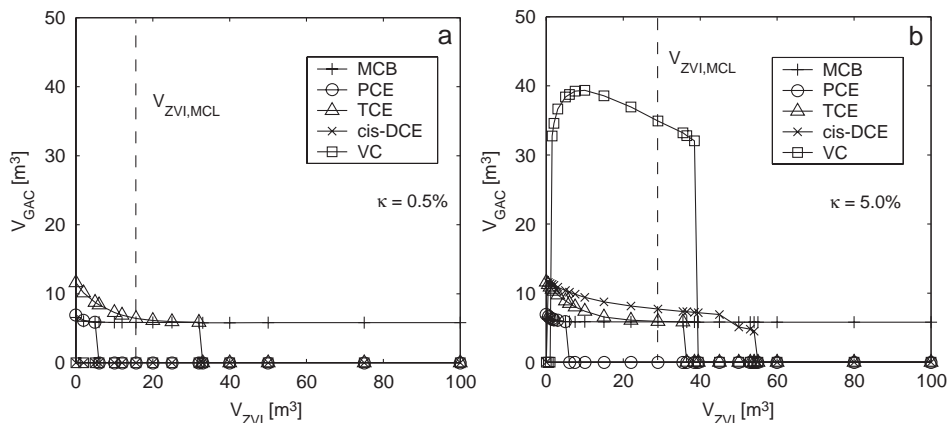 a
50
40
30
20
10
0
V_GAC [m³]
MCB
PCE
TCE
cis-DCE
VC
V_ZVI,MCL
κ = 0.5%
0 20 40 60 80 100
V_ZVI [m³]
b
50
40
30
20
10
0
V_GAC [m³]
MCB
PCE
TCE
cis-DCE
VC
V_ZVI,MCL
κ = 5.0%
0 20 40 60 80 100
V_ZVI [m³]